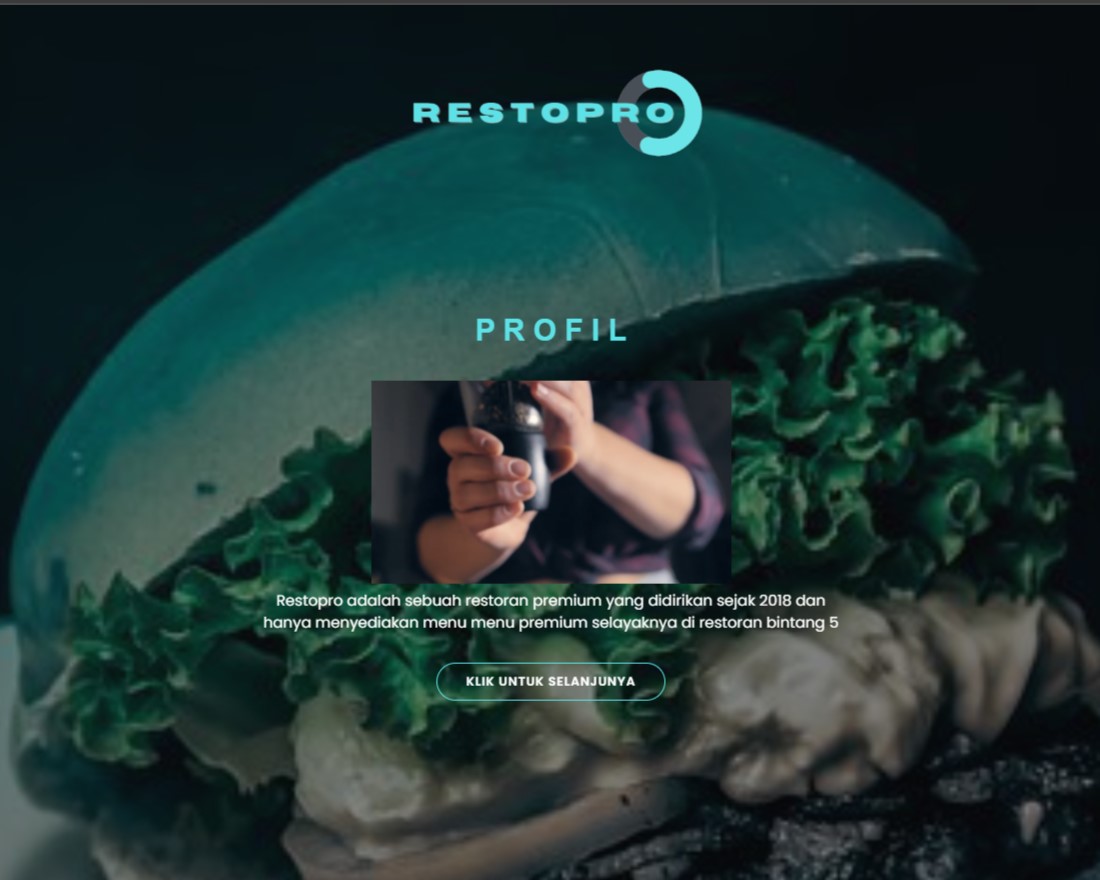 RESTOPRO
PROFIL
Restopro adalah sebuah restoran premium yang didirikan sejak 2018 dan
hanya menyediakan menu menu premium selayaknya di restoran bintang 5
KLIK UNTUK SELANJUNYA